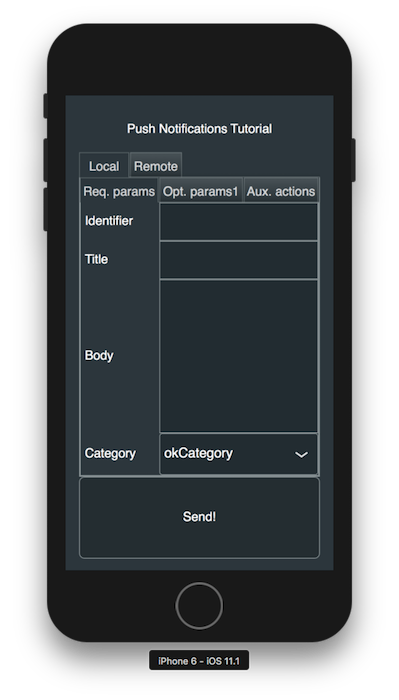 Push Notifications Tutorial
Local Remote
Req. params Opt. params1 Aux. actions
Identifier
Title
Body
Category okCategory
Send!
iPhone 6 - iOS 11.1